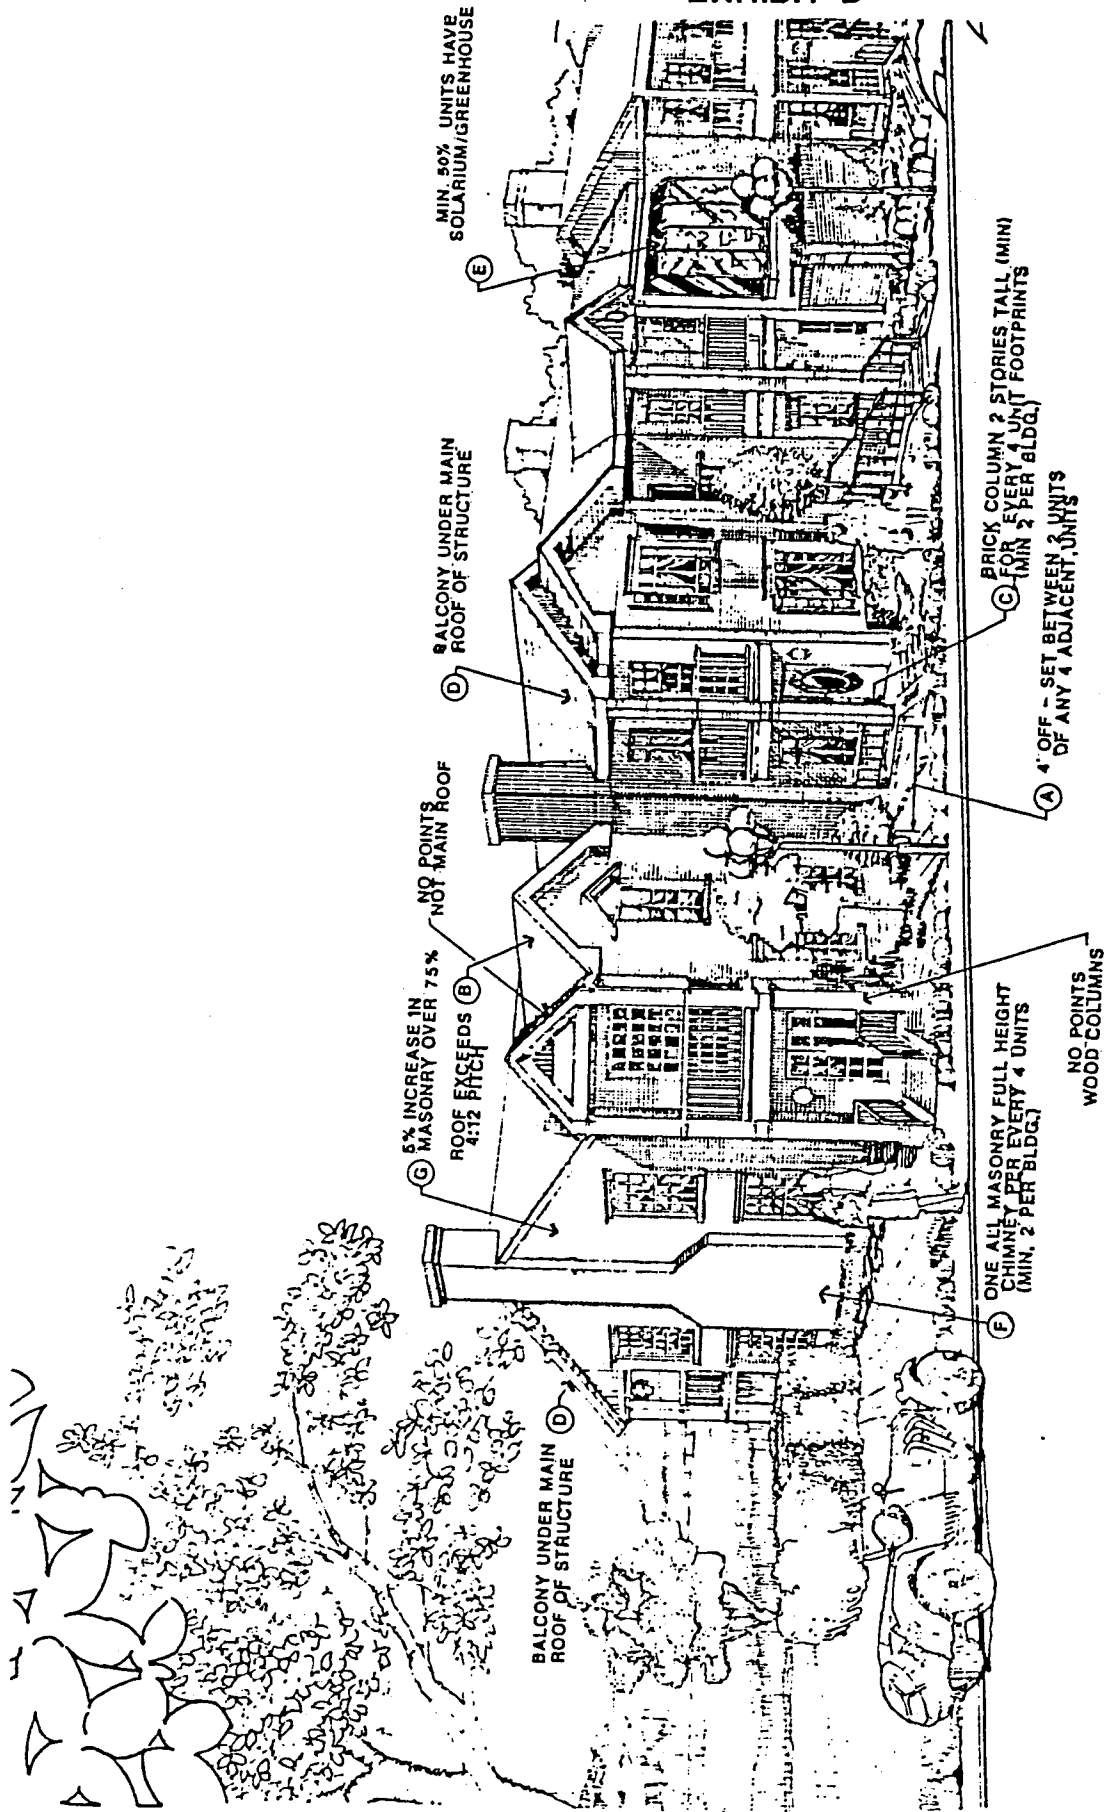 EXHIBIT B
MIN. 50% UNITS HAVE
SOLARIUM/GREENHOUSE
E
BALCONY UNDER MAIN
ROOF OF STRUCTURE
D
NO POINTS
NOT MAIN ROOF
5% INCREASE IN
G MASONRY OVER 75%
ROOF EXCEEDS B
4:12 PITCH
BALCONY UNDER MAIN
ROOF OF STRUCTURE D
BRICK COLUMN 2 STORIES TALL (MIN)
C FOR EVERY 4 UNIT FOOTPRINTS
(MIN 2 PER BLDG.)
A 4' OFF - SET BETWEEN 2 UNITS
OF ANY 4 ADJACENT UNITS
ONE ALL MASONRY FULL HEIGHT
F CHIMNEY PER EVERY 4 UNITS
(MIN. 2 PER BLDG.)
NO POINTS
WOOD COLUMNS